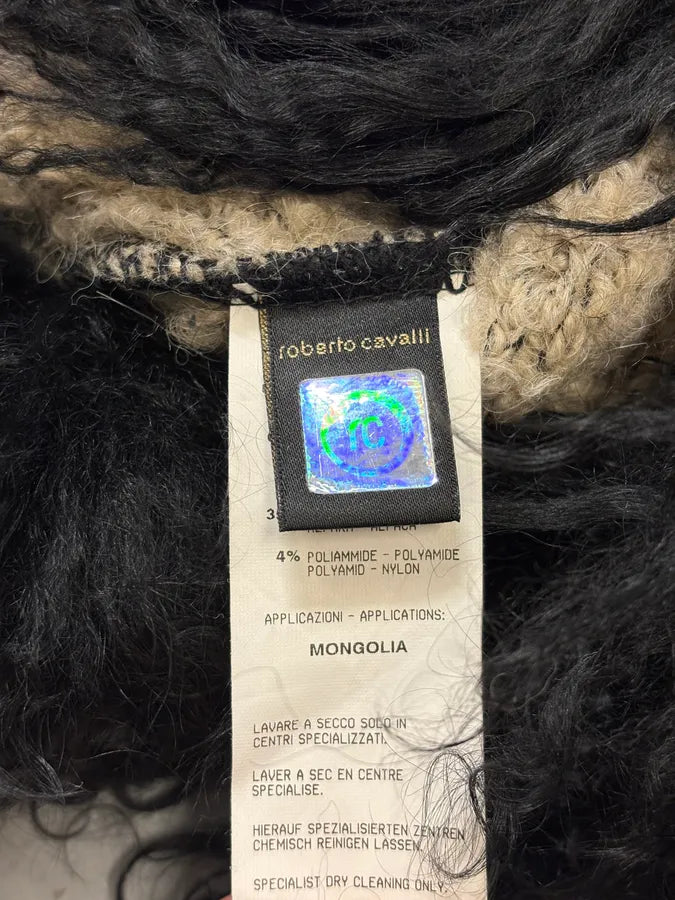 roberto cavalli
rc
4% POLIAMMIDE - POLYAMIDE
POLYAMID - NYLON
APPLICAZIONI - APPLICATIONS:
MONGOLIA
LAVARE A SECCO SOLO IN
CENTRI SPECIALIZZATI.
LAVER A SEC EN CENTRE
SPECIALISE.
HIERAUF SPEZIALISIERTEN ZENTREN
CHEMISCH REINIGEN LASSEN.
SPECIALIST DRY CLEANING ONLY.